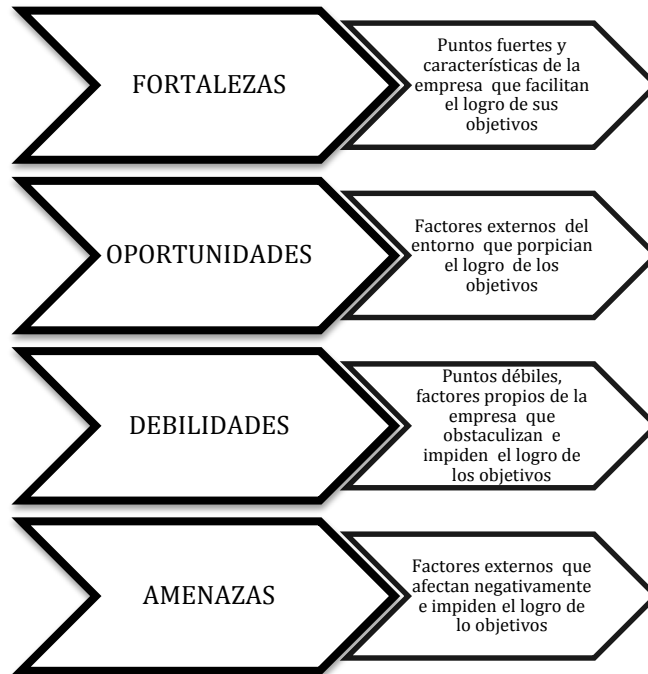 FORTALEZAS
Puntos fuertes y
características de la
empresa que facilitan
el logro de sus
objetivos
OPORTUNIDADES
Factores externos del
entorno que porpician
el logro de los
objetivos
DEBILIDADES
Puntos débiles,
factores propios de la
empresa que
obstaculizan e
impiden el logro de
los objetivos
AMENAZAS
Factores externos que
afectan negativamente
e impiden el logro de
lo objetivos